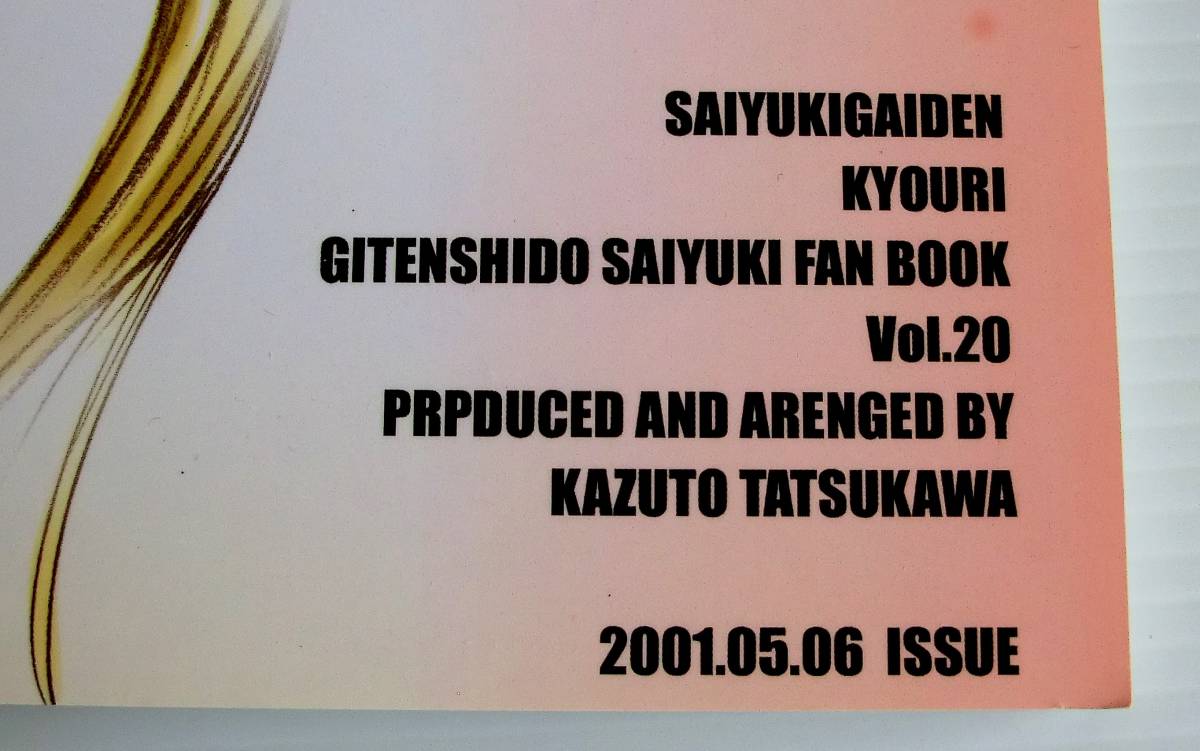 SAIYUKIGAIDEN
KYOURI
GITENSHIDO SAIYUKI FAN BOOK
Vol.20
PRPDUCED AND ARENGED BY
KAZUTO TATSUKAWA
2001.05.06 ISSUE